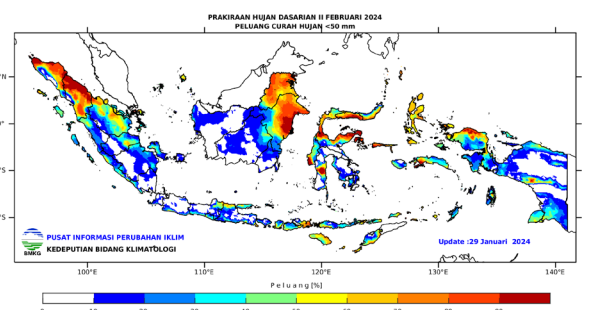 PRAKIRAAN HUJAN DASARIAN II FEBRUARI 2024
PELUANG CURAH HUJAN <50 mm
PUSAT INFORMASI PERUBAHAN IKLIM
KEDEPUTIAN BIDANG KLIMATOLOGI
BMKG
Update :29 Januari 2024
100°E 110°E 120°E 130°E 140°E
Peluang [%]